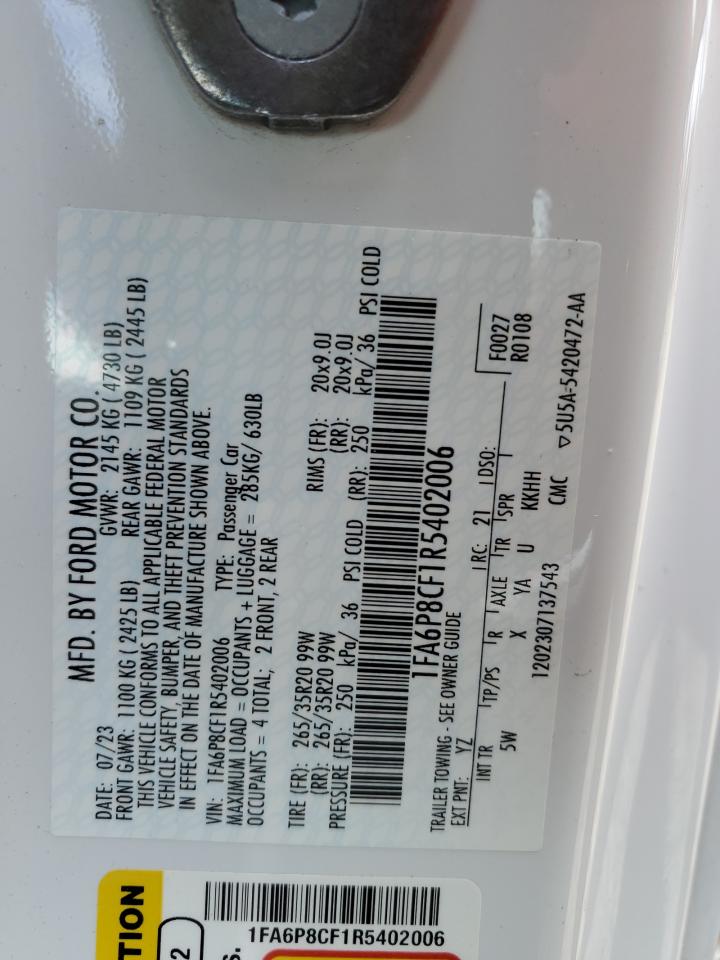 MFD. BY FORD MOTOR CO.
DATE: 07/23 GVWR: 2145 KG ( 4730 LB)
FRONT GAWR: 1100 KG ( 2425 LB) REAR GAWR: 1109 KG ( 2445 LB)
THIS VEHICLE CONFORMS TO ALL APPLICABLE FEDERAL MOTOR
VEHICLE SAFETY, BUMPER, AND THEFT PREVENTION STANDARDS
IN EFFECT ON THE DATE OF MANUFACTURE SHOWN ABOVE.
VIN: 1FA6P8CF1R5402006 TYPE: Passenger Car
MAXIMUM LOAD = OCCUPANTS + LUGGAGE = 285KG/ 630LB
OCCUPANTS = 4 TOTAL; 2 FRONT, 2 REAR
TIRE (FR): 265/35R20 99W RIMS (FR): 20x9.0J
(RR): 265/35R20 99W (RR): 20x9.0J
PRESSURE (FR): 250 kPa/ 36 PSI COLD (RR): 250 kPa/ 36 PSI COLD
1FA6P8CF1R5402006
TRAILER TOWING - SEE OWNER GUIDE
EXT PNT: YZ RC: 21 DSO: F0027
INT TR TP/PS R AXLE TR SPR R0108
5W X YA U KKHH
1202307137543 CMC ▽5U5A-5420472-AA
TION
2
S.
1FA6P8CF1R5402006